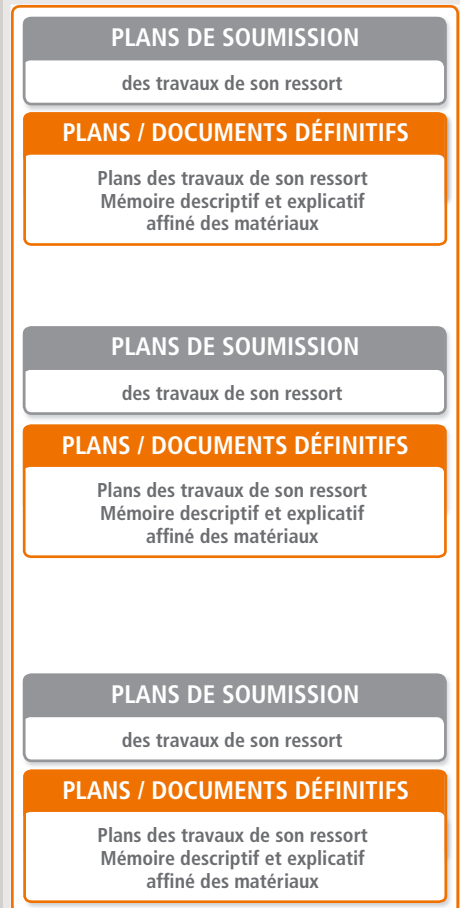 PLANS DE SOUMISSION
des travaux de son ressort
PLANS / DOCUMENTS DÉFINITIFS
Plans des travaux de son ressort
Mémoire descriptif et explicatif
affiné des matériaux
PLANS DE SOUMISSION
des travaux de son ressort
PLANS / DOCUMENTS DÉFINITIFS
Plans des travaux de son ressort
Mémoire descriptif et explicatif
affiné des matériaux
PLANS DE SOUMISSION
des travaux de son ressort
PLANS / DOCUMENTS DÉFINITIFS
Plans des travaux de son ressort
Mémoire descriptif et explicatif
affiné des matériaux